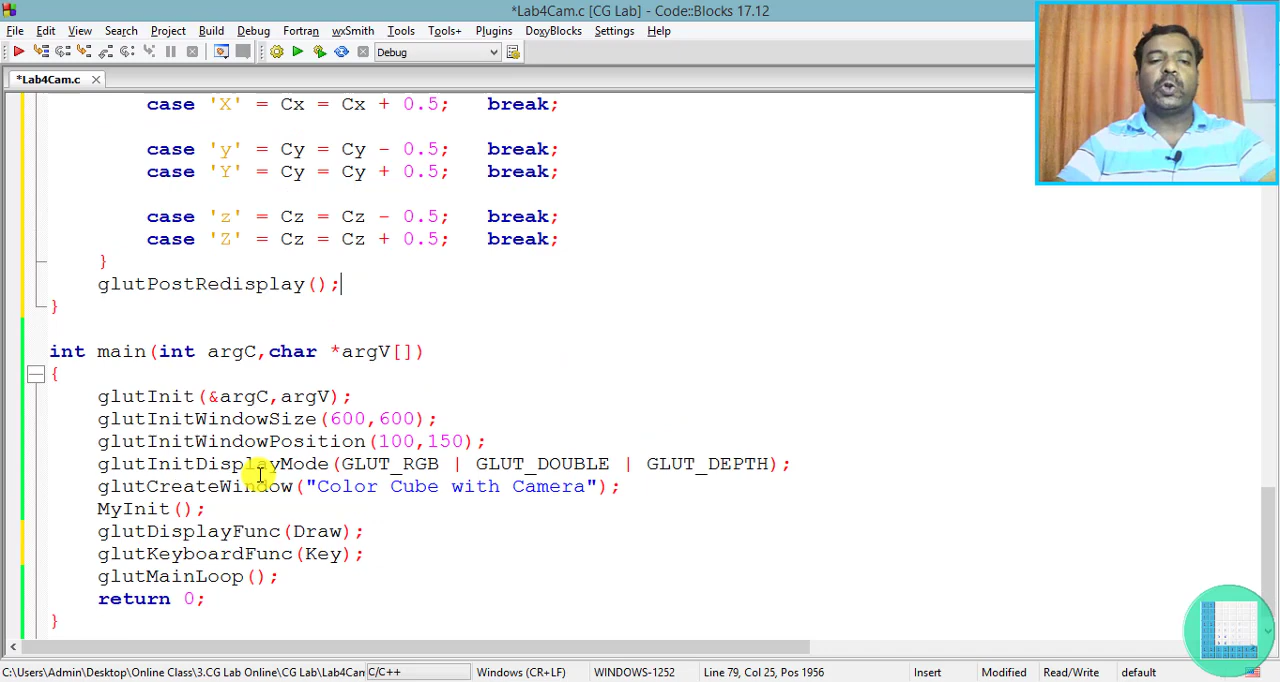 *Lab4Cam.c [CG Lab] - Code::Blocks 17.12
File Edit View Search Project Build Debug Fortran wxSmith Tools Tools+ Plugins DoxyBlocks Settings Help
Debug
*Lab4Cam.c
case 'X' = Cx = Cx + 0.5; break;
case 'y' = Cy = Cy - 0.5; break;
case 'Y' = Cy = Cy + 0.5; break;
case 'z' = Cz = Cz - 0.5; break;
case 'Z' = Cz = Cz + 0.5; break;
}
glutPostRedisplay();
}
int main(int argC,char *argV[])
{
glutInit(&argC,argV);
glutInitWindowSize(600,600);
glutInitWindowPosition(100,150);
glutInitDisplayMode(GLUT_RGB | GLUT_DOUBLE | GLUT_DEPTH);
glutCreateWindow("Color Cube with Camera");
MyInit();
glutDisplayFunc(Draw);
glutKeyboardFunc(Key);
glutMainLoop();
return 0;
}
C:\Users\Admin\Desktop\Online Class\3.CG Lab Online\CG Lab\Lab4Cam C/C++ Windows (CR+LF) WINDOWS-1252 Line 79, Col 25, Pos 1956 Insert Modified Read/Write default